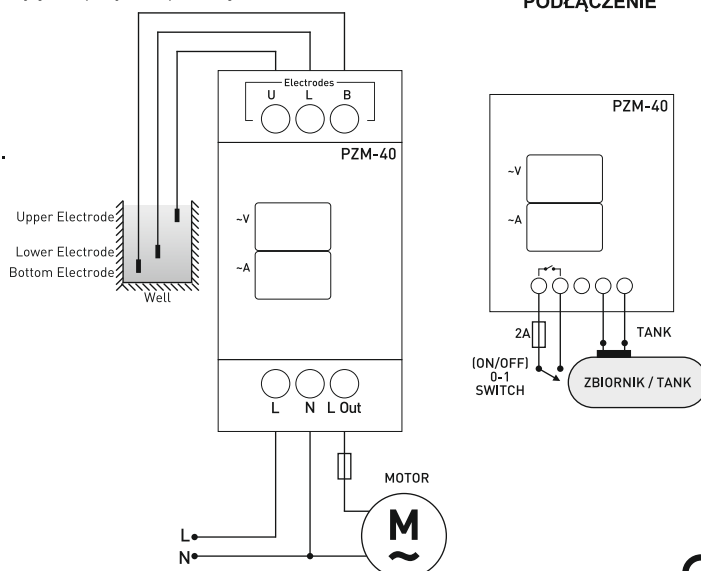 PODŁĄCZENIE
Electrodes
U L B
PZM-40
~V
~A
Upper Electrode
Lower Electrode
Bottom Electrode
Well
L N L Out
MOTOR
M
~
L
N
PZM-40
~V
~A
2A
TANK
(ON/OFF)
0-1
SWITCH
ZBIORNIK / TANK